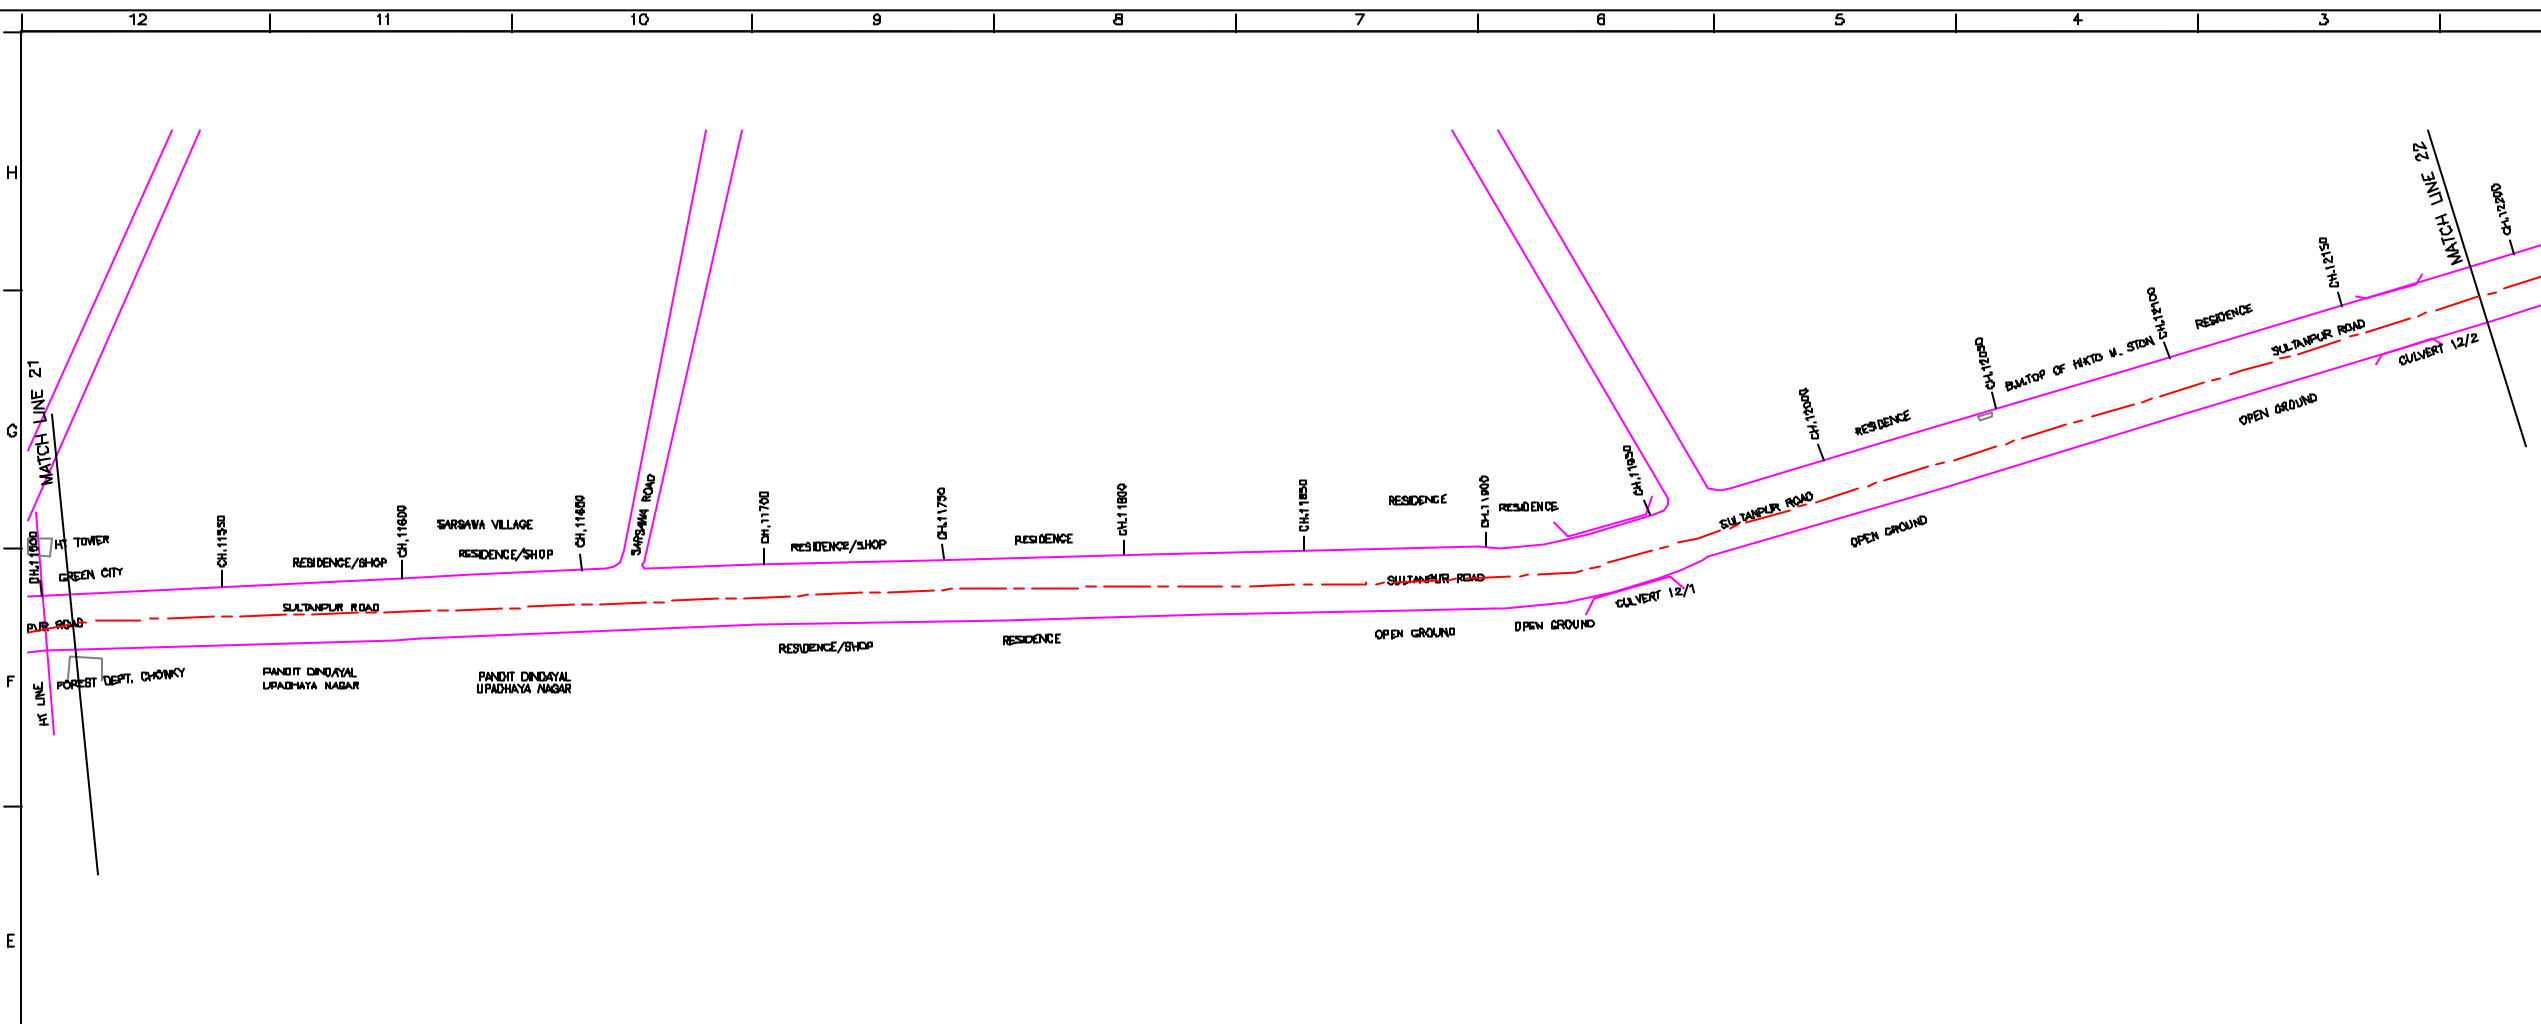 12
11
10
9
8
7
6
5
4
3
H
G
F
E
MATCH LINE 21
MATCH LINE 22
CH.11550
CH.11600
CH.11700
CH.11750
CH.11800
CH.11850
CH.11900
CH.11950
CH.12000
CH.12050
CH.12100
CH.12150
CH.12200
HT TOWER
GREEN CITY
RESIDENCE/SHOP
SARSAWA VILLAGE
RESIDENCE/SHOP
SARSAWA ROAD
RESIDENCE/SHOP
RESIDENCE
RESIDENCE
RESIDENCE
RESIDENCE
RESIDENCE
PUR ROAD
SULTANPUR ROAD
SULTANPUR ROAD
SULTANPUR ROAD
SULTANPUR ROAD
HT LINE
FOREST DEPT. CHOWKY
PANDIT DINDAYAL
UPADHAYA NAGAR
PANDIT DINDAYAL
UPADHAYA NAGAR
RESIDENCE/SHOP
RESIDENCE
OPEN GROUND
OPEN GROUND
CULVERT 12/1
OPEN GROUND
OPEN GROUND
CULVERT 12/2